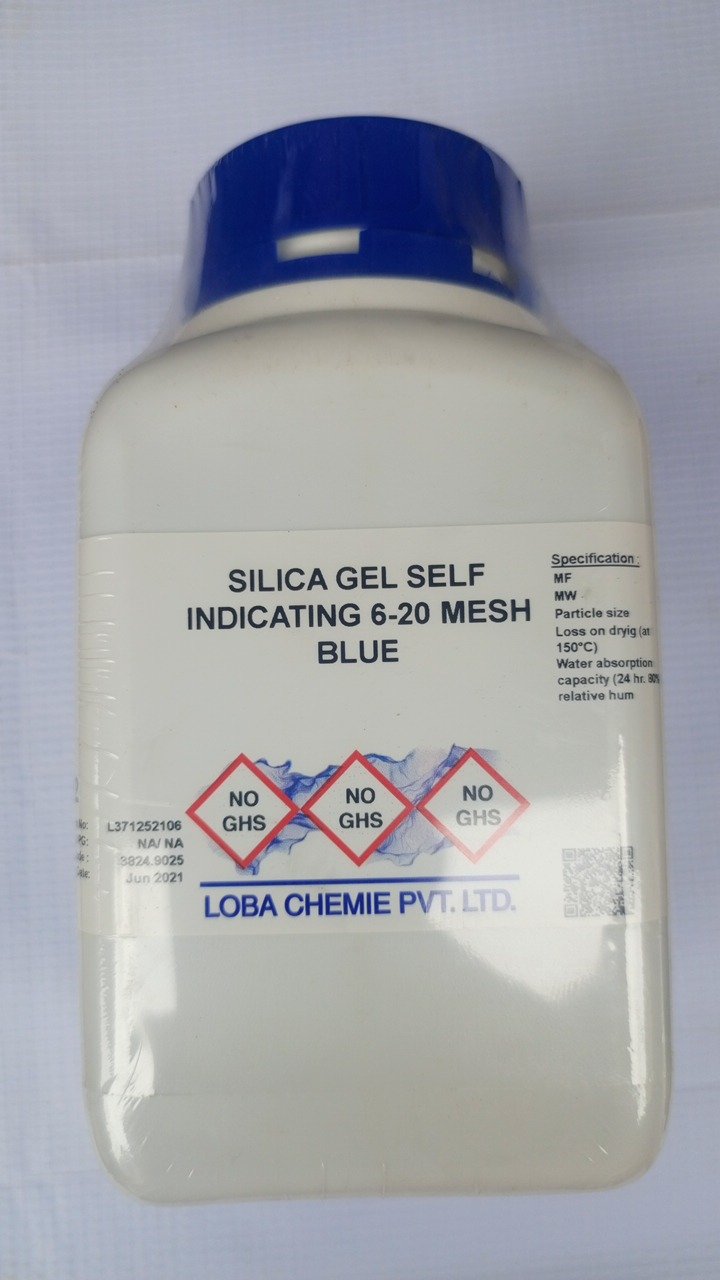 SILICA GEL SELF
INDICATING 6-20 MESH
BLUE
Specification :
MF
MW
Particle size
Loss on dryig (at
150°C)
Water absorption
capacity (24 hr. 80%
relative hum
NO
GHS
NO
GHS
NO
GHS
No: L371252106
PG: NA/ NA
3824.9025
Jun 2021
LOBA CHEMIE PVT. LTD.